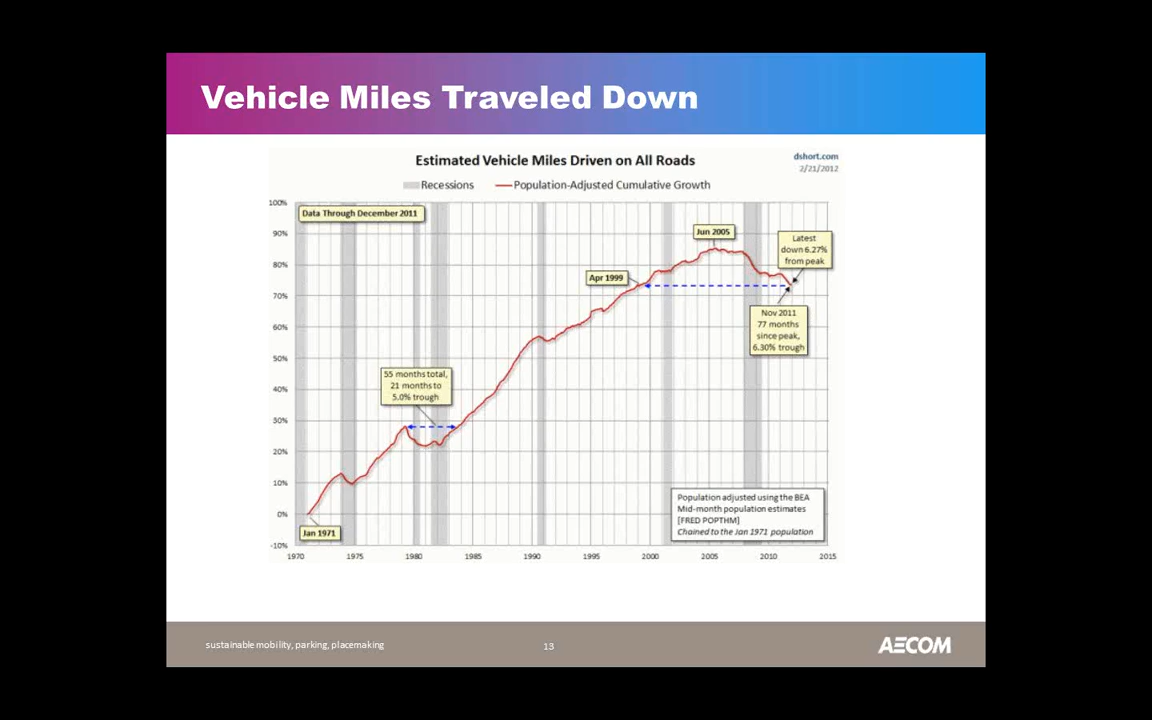 Vehicle Miles Traveled Down
Estimated Vehicle Miles Driven on All Roads
dshort.com
2/21/2012
Recessions
Population-Adjusted Cumulative Growth
100%
90%
80%
70%
60%
50%
40%
30%
20%
10%
0%
-10%
Data Through December 2011
Jun 2005
Latest
down 6.27%
from peak
Apr 1999
Nov 2011
77 months
since peak,
6.30% trough
55 months total,
21 months to
5.0% trough
Jan 1971
Population adjusted using the BEA
Mid-month population estimates
[FRED POPTHM]
Chained to the Jan 1971 population
1970 1975 1980 1985 1990 1995 2000 2005 2010 2015
sustainable mobility, parking, placemaking
13
AECOM